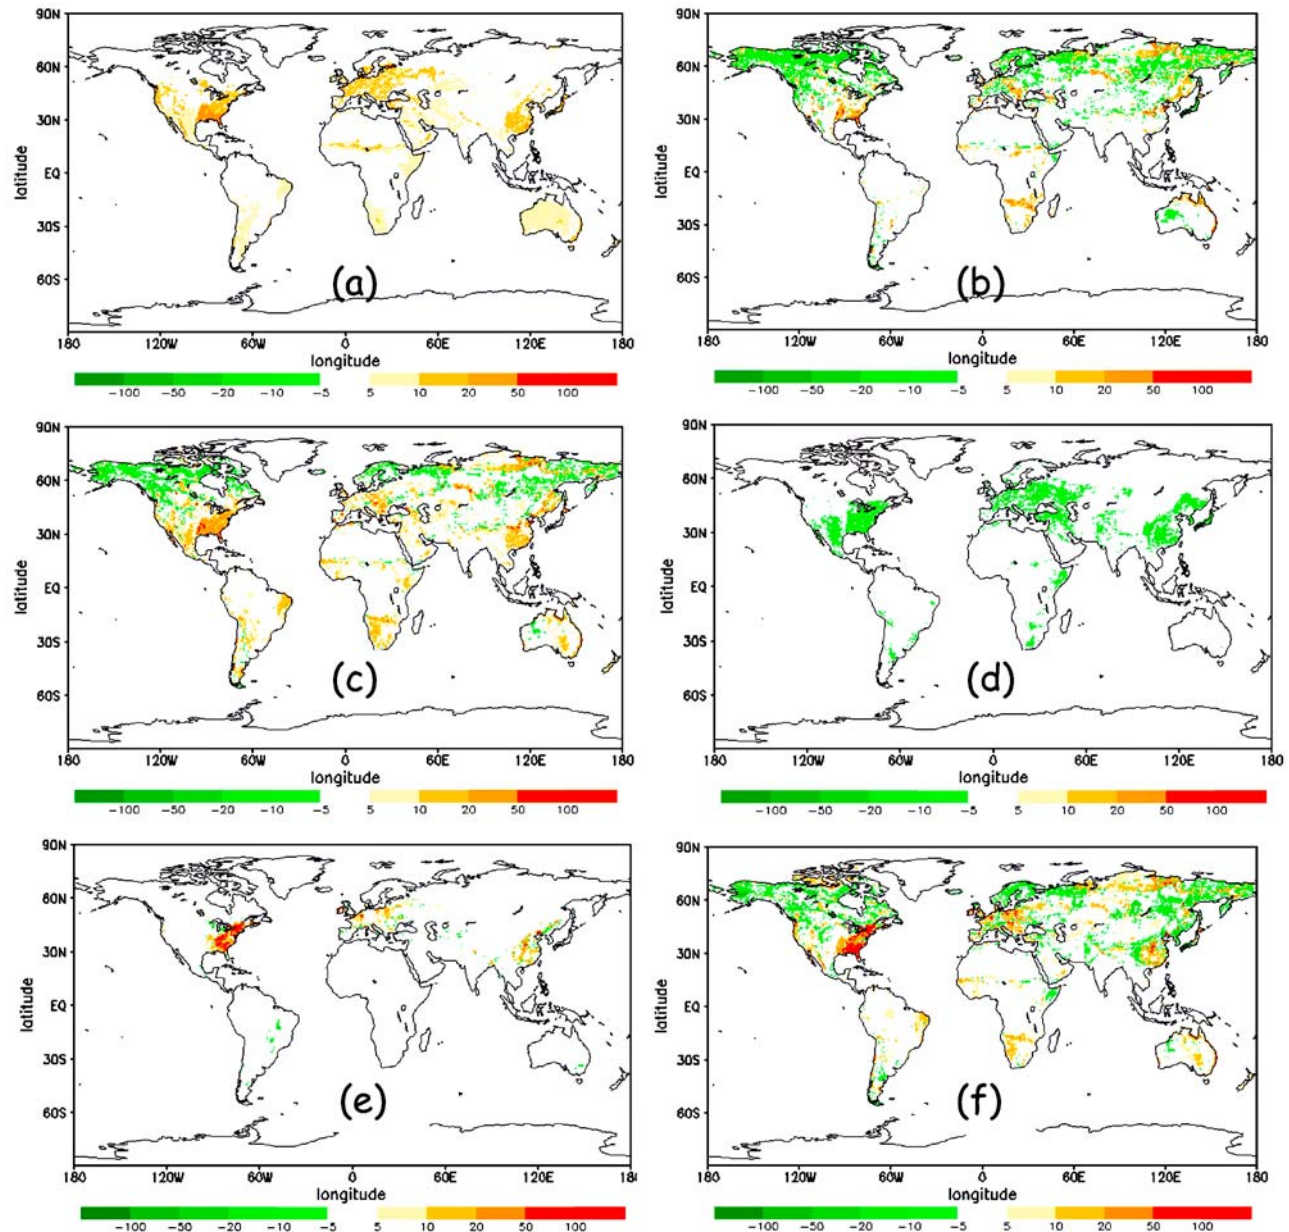 90N 90N
60N 60N
30N 30N
latitude EQ latitude EQ
30S 30S
60S (a) 60S (b)
180 120W 60W 0 60E 120E 180 180 120W 60W 0 60E 120E 180
longitude longitude
-100 -50 -20 -10 -5 5 10 20 50 100 -100 -50 -20 -10 -5 5 10 20 50 100
90N 90N
60N 60N
30N 30N
latitude EQ latitude EQ
30S 30S
60S (c) 60S (d)
180 120W 60W 0 60E 120E 180 180 120W 60W 0 60E 120E 180
longitude longitude
-100 -50 -20 -10 -5 5 10 20 50 100 -100 -50 -20 -10 -5 5 10 20 50 100
90N 90N
60N 60N
30N 30N
latitude EQ latitude EQ
30S 30S
60S (e) 60S (f)
180 120W 60W 0 60E 120E 180 180 120W 60W 0 60E 120E 180
longitude longitude
-100 -50 -20 -10 -5 5 10 20 50 100 -100 -50 -20 -10 -5 5 10 20 50 100